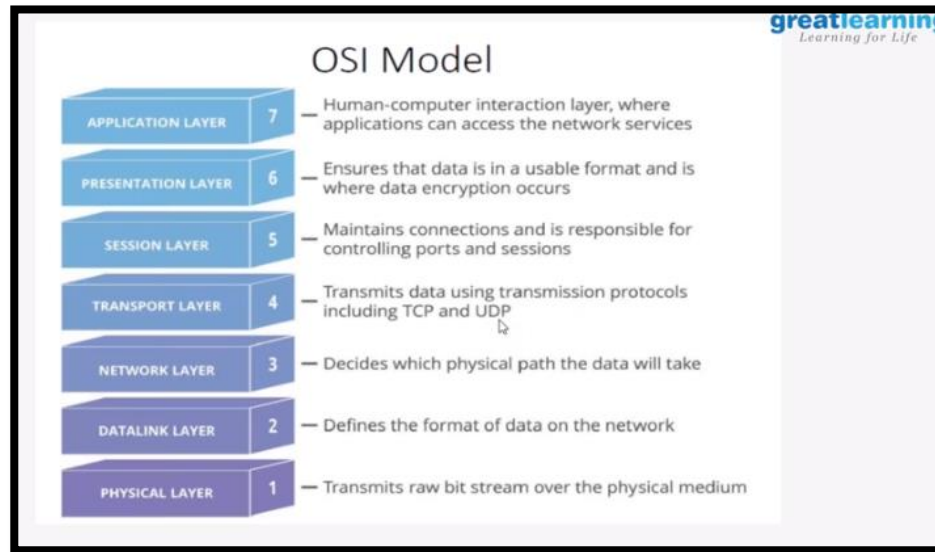 greatlearning
Learning for Life
OSI Model
APPLICATION LAYER 7 — Human-computer interaction layer, where
applications can access the network services
PRESENTATION LAYER 6 — Ensures that data is in a usable format and is
where data encryption occurs
SESSION LAYER 5 — Maintains connections and is responsible for
controlling ports and sessions
TRANSPORT LAYER 4 — Transmits data using transmission protocols
including TCP and UDP
NETWORK LAYER 3 — Decides which physical path the data will take
DATALINK LAYER 2 — Defines the format of data on the network
PHYSICAL LAYER 1 — Transmits raw bit stream over the physical medium